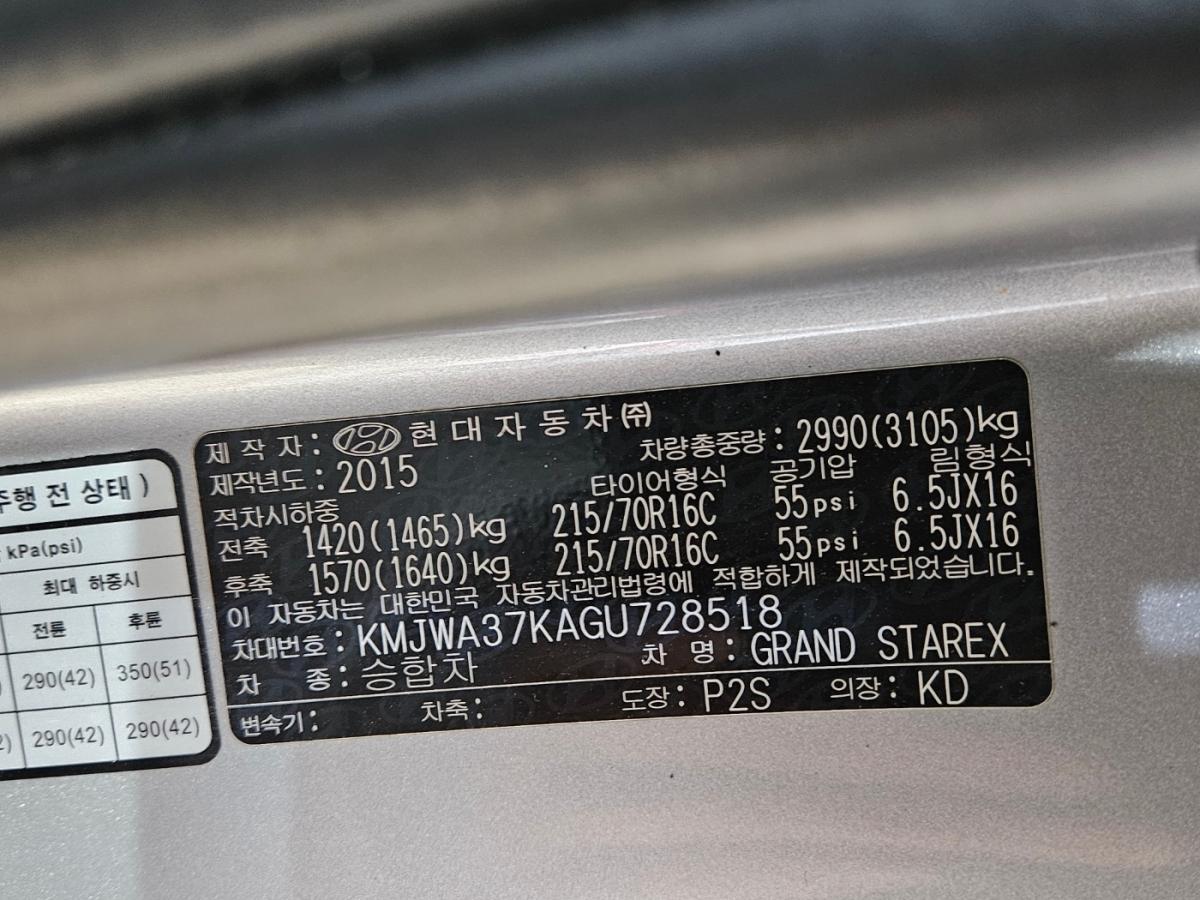 제 작 자 : 현 대 자 동 차 ㈜
차량총중량 : 2990(3105)kg
제작년도 : 2015
적차시하중 타이어형식 공기압 림형식
전축 1420(1465)kg 215/70R16C 55psi 6.5JX16
후축 1570(1640)kg 215/70R16C 55psi 6.5JX16
이 자동차는 대한민국 자동차관리법령에 적합하게 제작되었습니다.
차대번호 : KMJWA37KAGU728518
차 종 : 승합차 차 명 : GRAND STAREX
변속기 : 차축 : 도장 : P2S 의장 : KD
주행 전 상태 )
kPa(psi)
최대 하중시
전륜 후륜
290(42) 350(51)
290(42) 290(42)